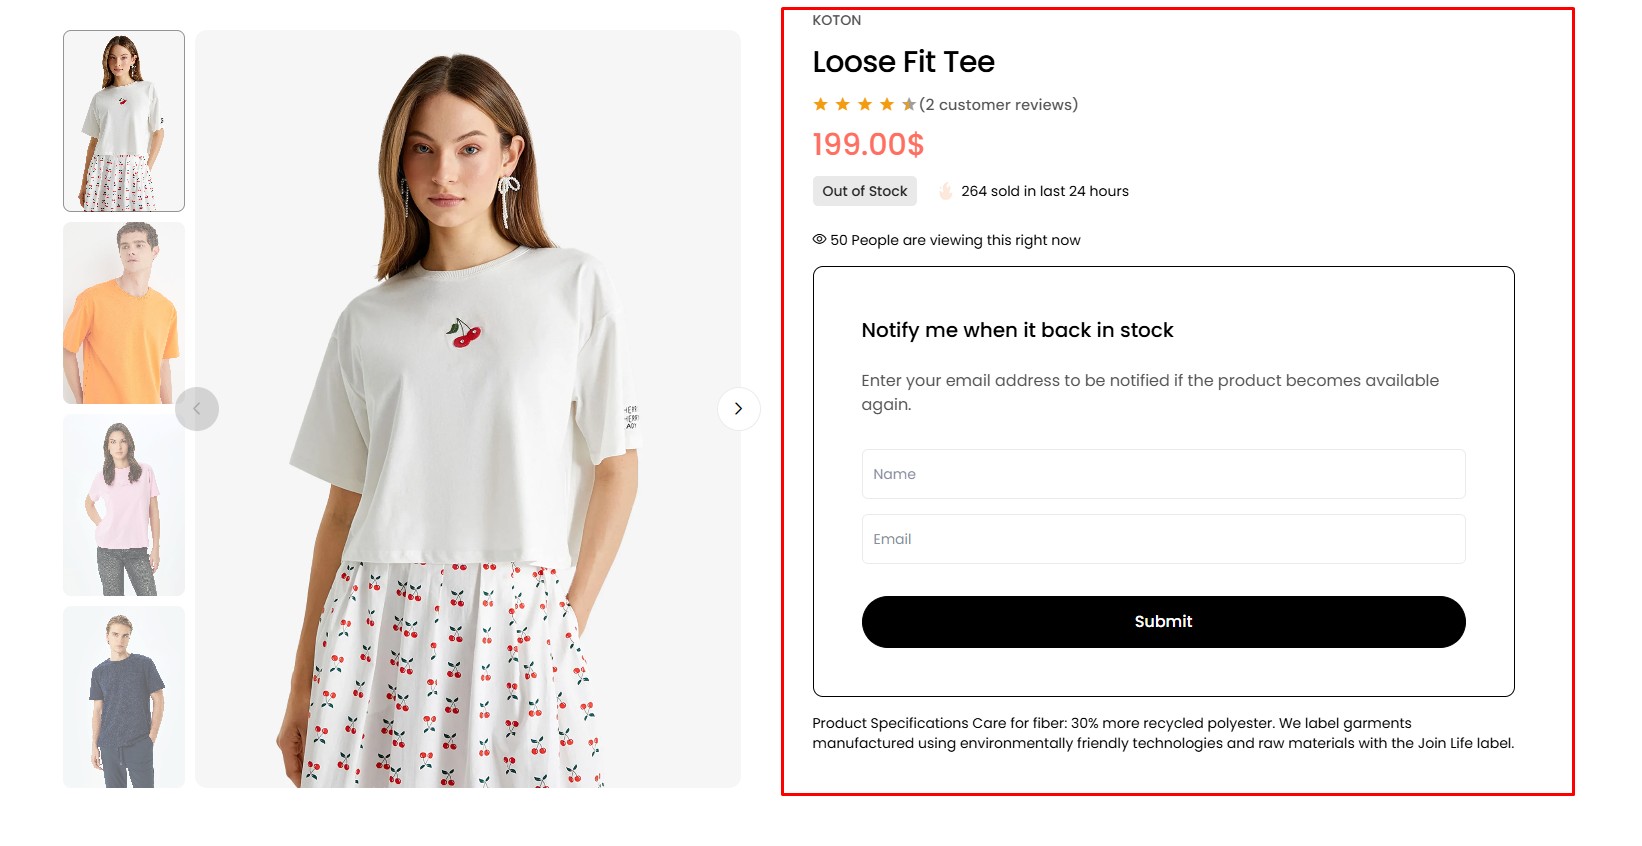 KOTON
Loose Fit Tee
(2 customer reviews)
199.00$
Out of Stock
264 sold in last 24 hours
50 People are viewing this right now
Notify me when it back in stock
Enter your email address to be notified if the product becomes available
again.
Name
Email
Submit
Product Specifications Care for fiber: 30% more recycled polyester. We label garments
manufactured using environmentally friendly technologies and raw materials with the Join Life label.